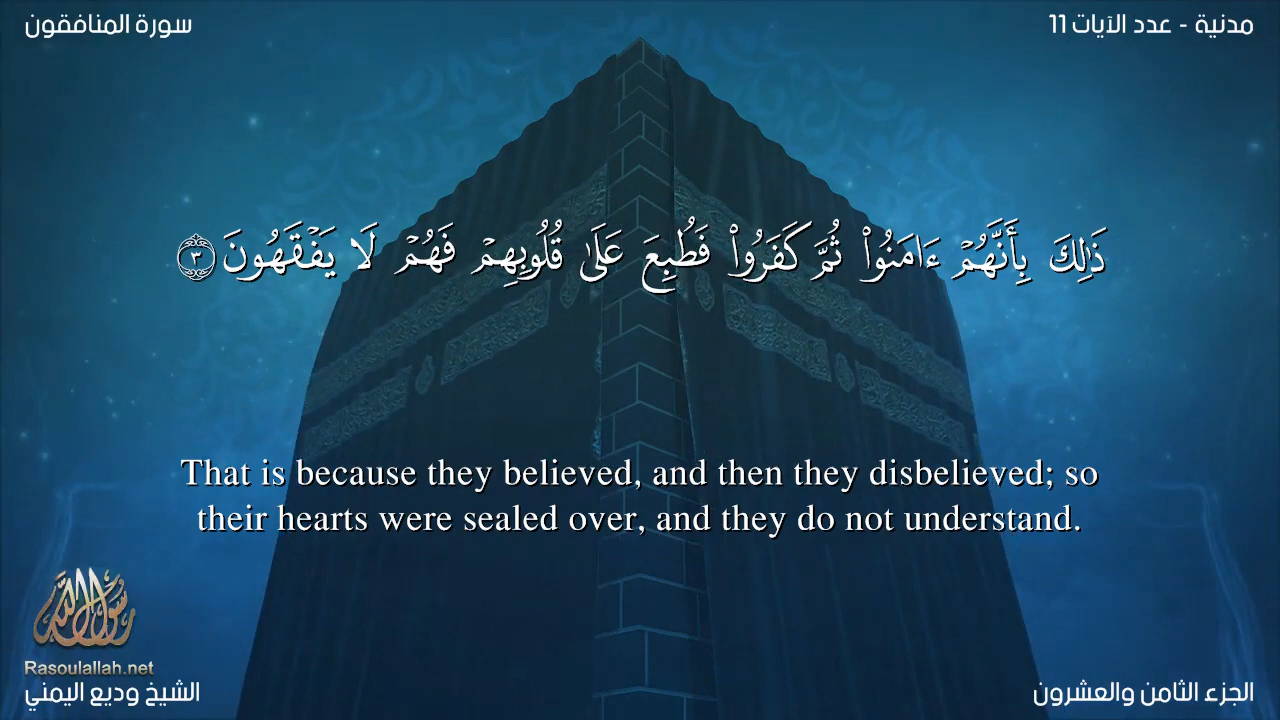 مدنية - عدد الآيات 11
سورة المنافقون
ذَٰلِكَ بِأَنَّهُمۡ ءَامَنُواْ ثُمَّ كَفَرُواْ فَطُبِعَ عَلَىٰ قُلُوبِهِمۡ فَهُمۡ لَا يَفۡقَهُونَ ٣
That is because they believed, and then they disbelieved; so
their hearts were sealed over, and they do not understand.
رسول الله
Rasoulallah.net
الجزء الثامن والعشرون
الشيخ وديع اليمني